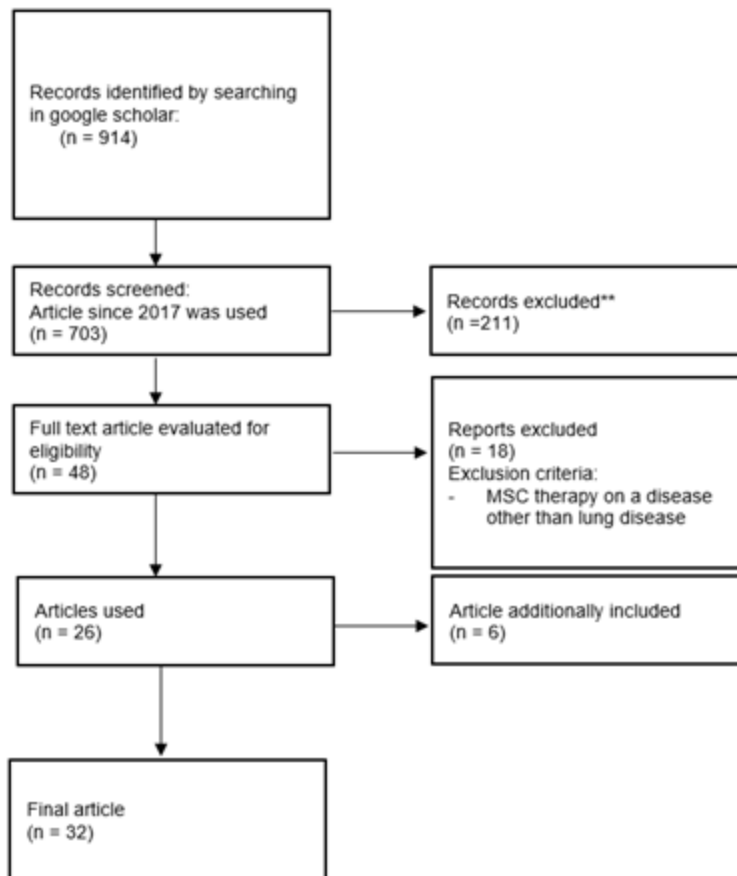 Records identified by searching
in google scholar:
(n = 914)
Records screened:
Article since 2017 was used
(n = 703)
Records excluded**
(n =211)
Full text article evaluated for
eligibility
(n = 48)
Reports excluded
(n = 18)
Exclusion criteria:
- MSC therapy on a disease
other than lung disease
Articles used
(n = 26)
Article additionally included
(n = 6)
Final article
(n = 32)